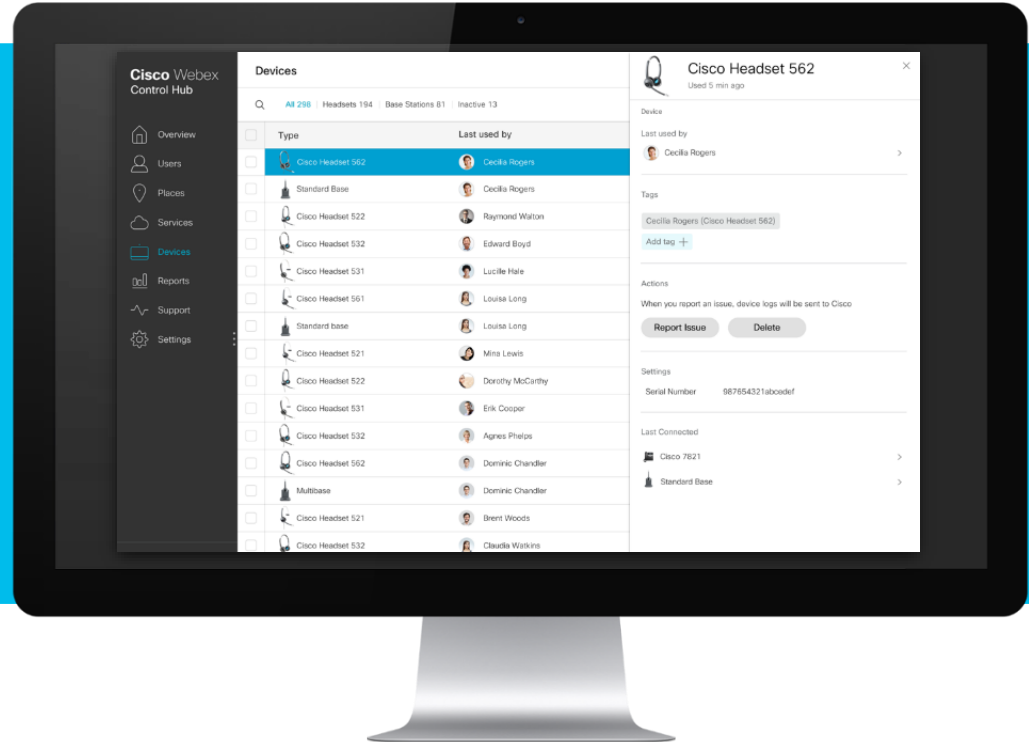 Cisco Webex
Control Hub
Overview
Users
Places
Services
Devices
Reports
Support
Settings
Devices
All 298 | Headsets 194 | Base Stations 81 | Inactive 13
Type Last used by
Cisco Headset 562 Cecilia Rogers
Standard Base Cecilia Rogers
Cisco Headset 522 Raymond Walton
Cisco Headset 532 Edward Boyd
Cisco Headset 531 Lucille Hale
Cisco Headset 561 Louisa Long
Standard base Louisa Long
Cisco Headset 521 Mina Lewis
Cisco Headset 522 Dorothy McCarthy
Cisco Headset 531 Erik Cooper
Cisco Headset 532 Agnes Phelps
Cisco Headset 562 Dominic Chandler
Multibase Dominic Chandler
Cisco Headset 521 Brent Woods
Cisco Headset 532 Claudia Watkins
Cisco Headset 562
Used 5 min ago
Device
Last used by
Cecilia Rogers
Tags
Cecilia Rogers (Cisco Headset 562)
Add tag +
Actions
When you report an issue, device logs will be sent to Cisco
Report Issue Delete
Settings
Serial Number 987654321abcedef
Last Connected
Cisco 7821
Standard Base